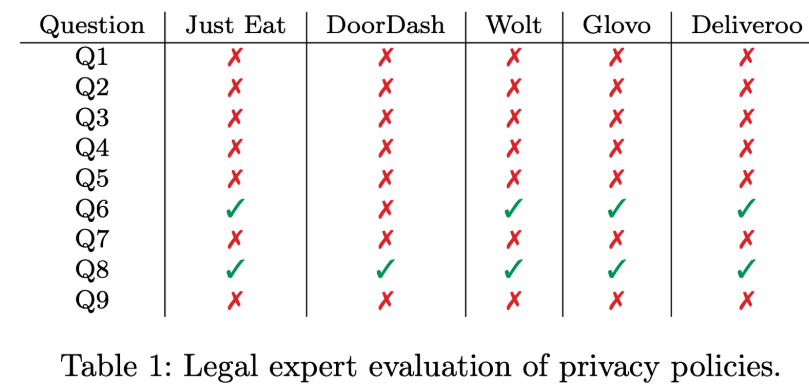 Question Just Eat DoorDash Wolt Glovo Deliveroo
Q1 ✗ ✗ ✗ ✗ ✗
Q2 ✗ ✗ ✗ ✗ ✗
Q3 ✗ ✗ ✗ ✗ ✗
Q4 ✗ ✗ ✗ ✗ ✗
Q5 ✗ ✗ ✗ ✗ ✗
Q6 ✓ ✗ ✓ ✓ ✓
Q7 ✗ ✗ ✗ ✗ ✗
Q8 ✓ ✓ ✓ ✓ ✓
Q9 ✗ ✗ ✗ ✗ ✗
Table 1: Legal expert evaluation of privacy policies.